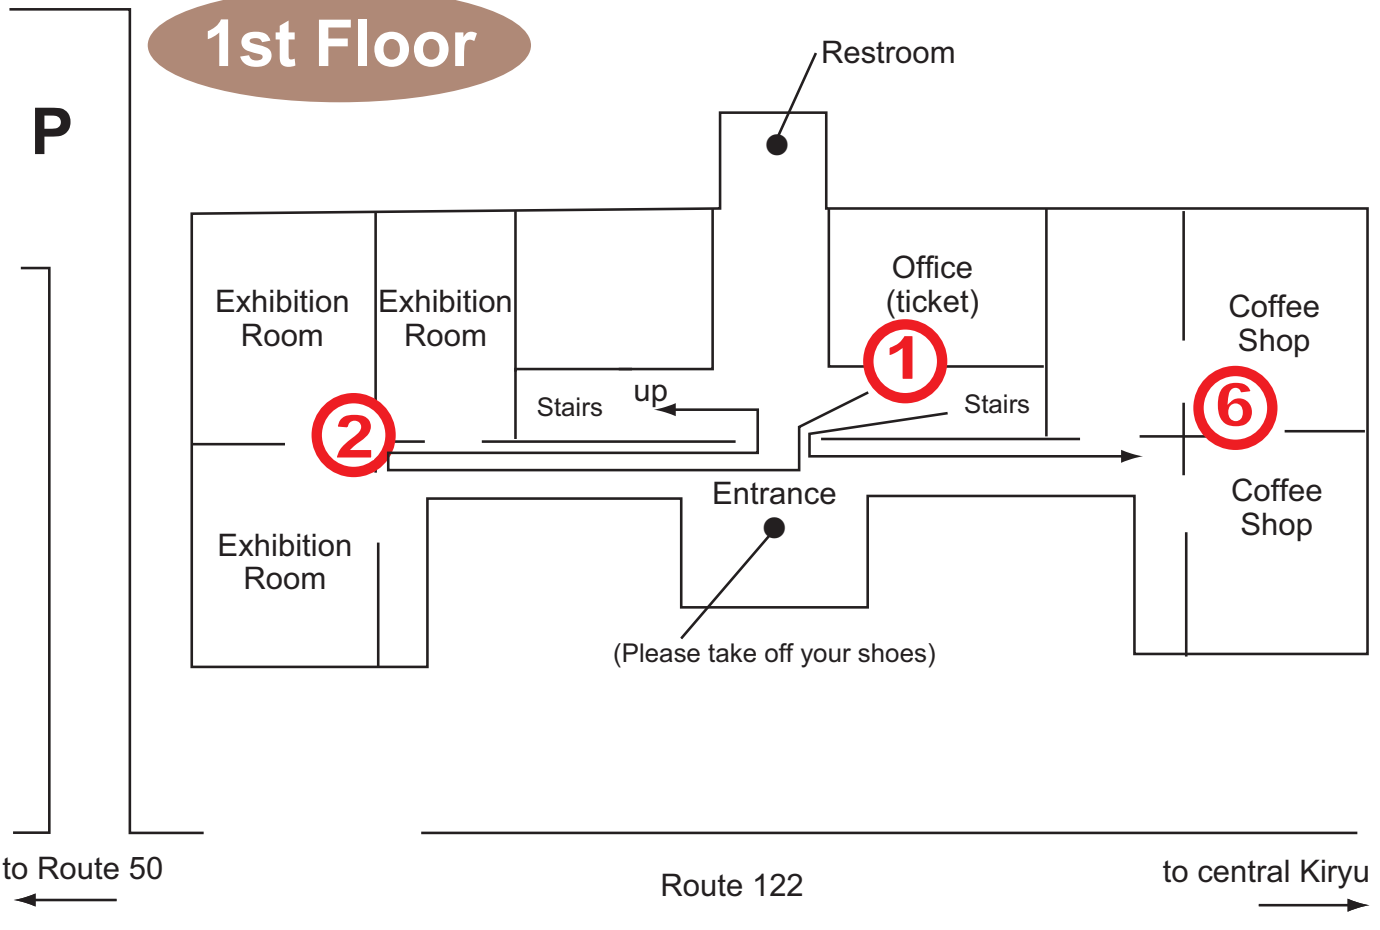 1st Floor
Restroom
P
Office
(ticket)
Exhibition
Room
Exhibition
Room
Coffee
Shop
1
up
Stairs
Stairs
6
2
Entrance
Coffee
Shop
Exhibition
Room
(Please take off your shoes)
to Route 50
Route 122
to central Kiryu